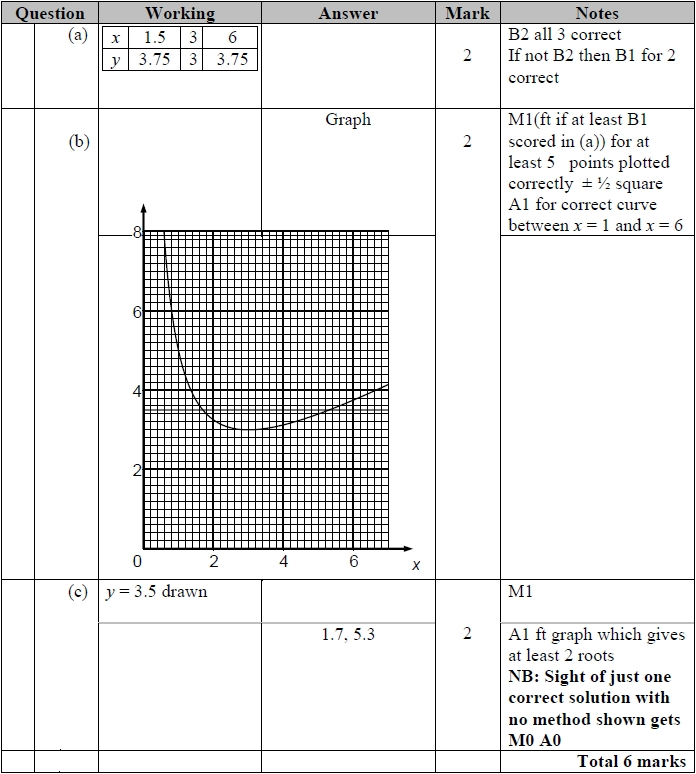 Question Working Answer Mark Notes
(a) x 1.5 3 6
y 3.75 3 3.75
2
B2 all 3 correct
If not B2 then B1 for 2
correct
(b)
Graph
2
M1(ft if at least B1
scored in (a)) for at
least 5 points plotted
correctly ± ½ square
A1 for correct curve
between x = 1 and x = 6
8
6
4
2
0 2 4 6 x
(c) y = 3.5 drawn M1
1.7, 5.3 2 A1 ft graph which gives
at least 2 roots
NB: Sight of just one
correct solution with
no method shown gets
M0 A0
Total 6 marks